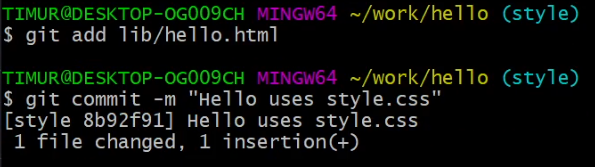 TIMUR@DESKTOP-OG009CH MINGW64 ~/work/hello (style)
$ git add lib/hello.html
TIMUR@DESKTOP-OG009CH MINGW64 ~/work/hello (style)
$ git commit -m "Hello uses style.css"
[style 8b92f91] Hello uses style.css
 1 file changed, 1 insertion(+)